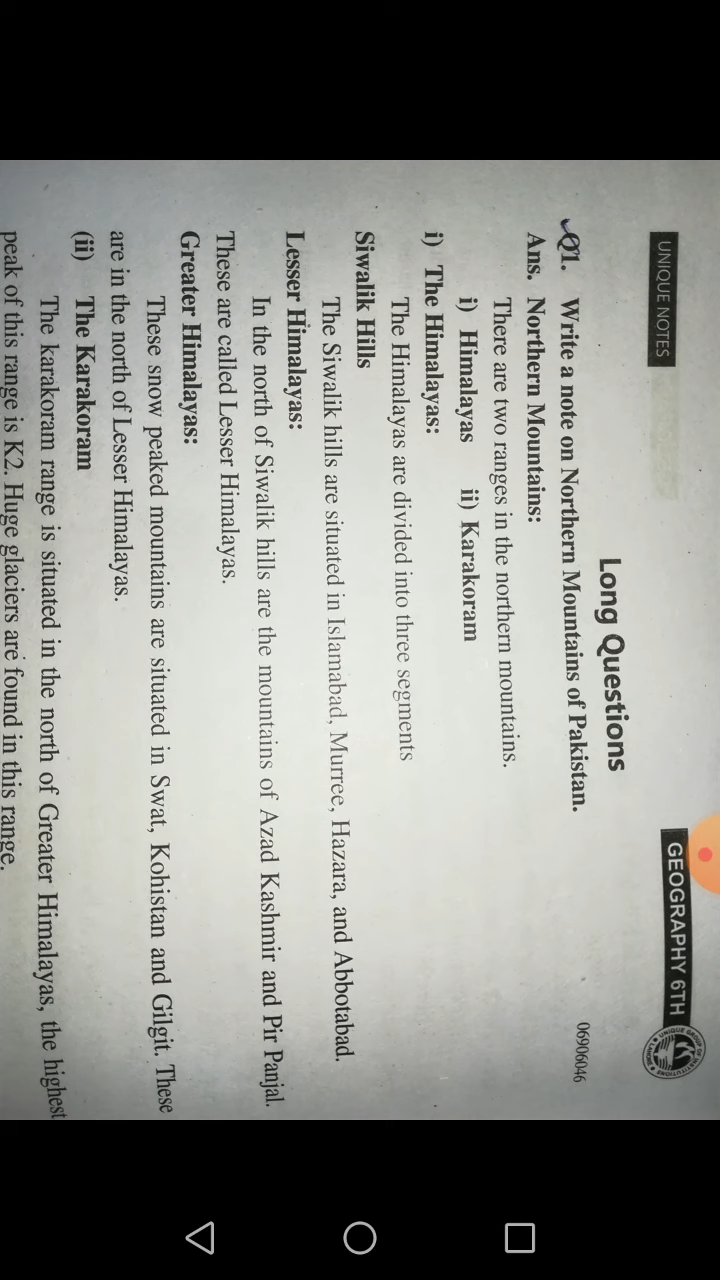 UNIQUE NOTES
GEOGRAPHY 6TH
Long Questions
Q1. Write a note on Northern Mountains of Pakistan.
06906046
Ans. Northern Mountains:
There are two ranges in the northern mountains.
i) Himalayas ii) Karakoram
i) The Himalayas:
The Himalayas are divided into three segments
Siwalik Hills
The Siwalik hills are situated in Islamabad, Murree, Hazara, and Abbotabad.
Lesser Himalayas:
In the north of Siwalik hills are the mountains of Azad Kashmir and Pir Panjal.
These are called Lesser Himalayas.
Greater Himalayas:
These snow peaked mountains are situated in Swat, Kohistan and Gilgit. These
are in the north of Lesser Himalayas.
(ii) The Karakoram
The karakoram range is situated in the north of Greater Himalayas, the highest
peak of this range is K2. Huge glaciers are found in this range.